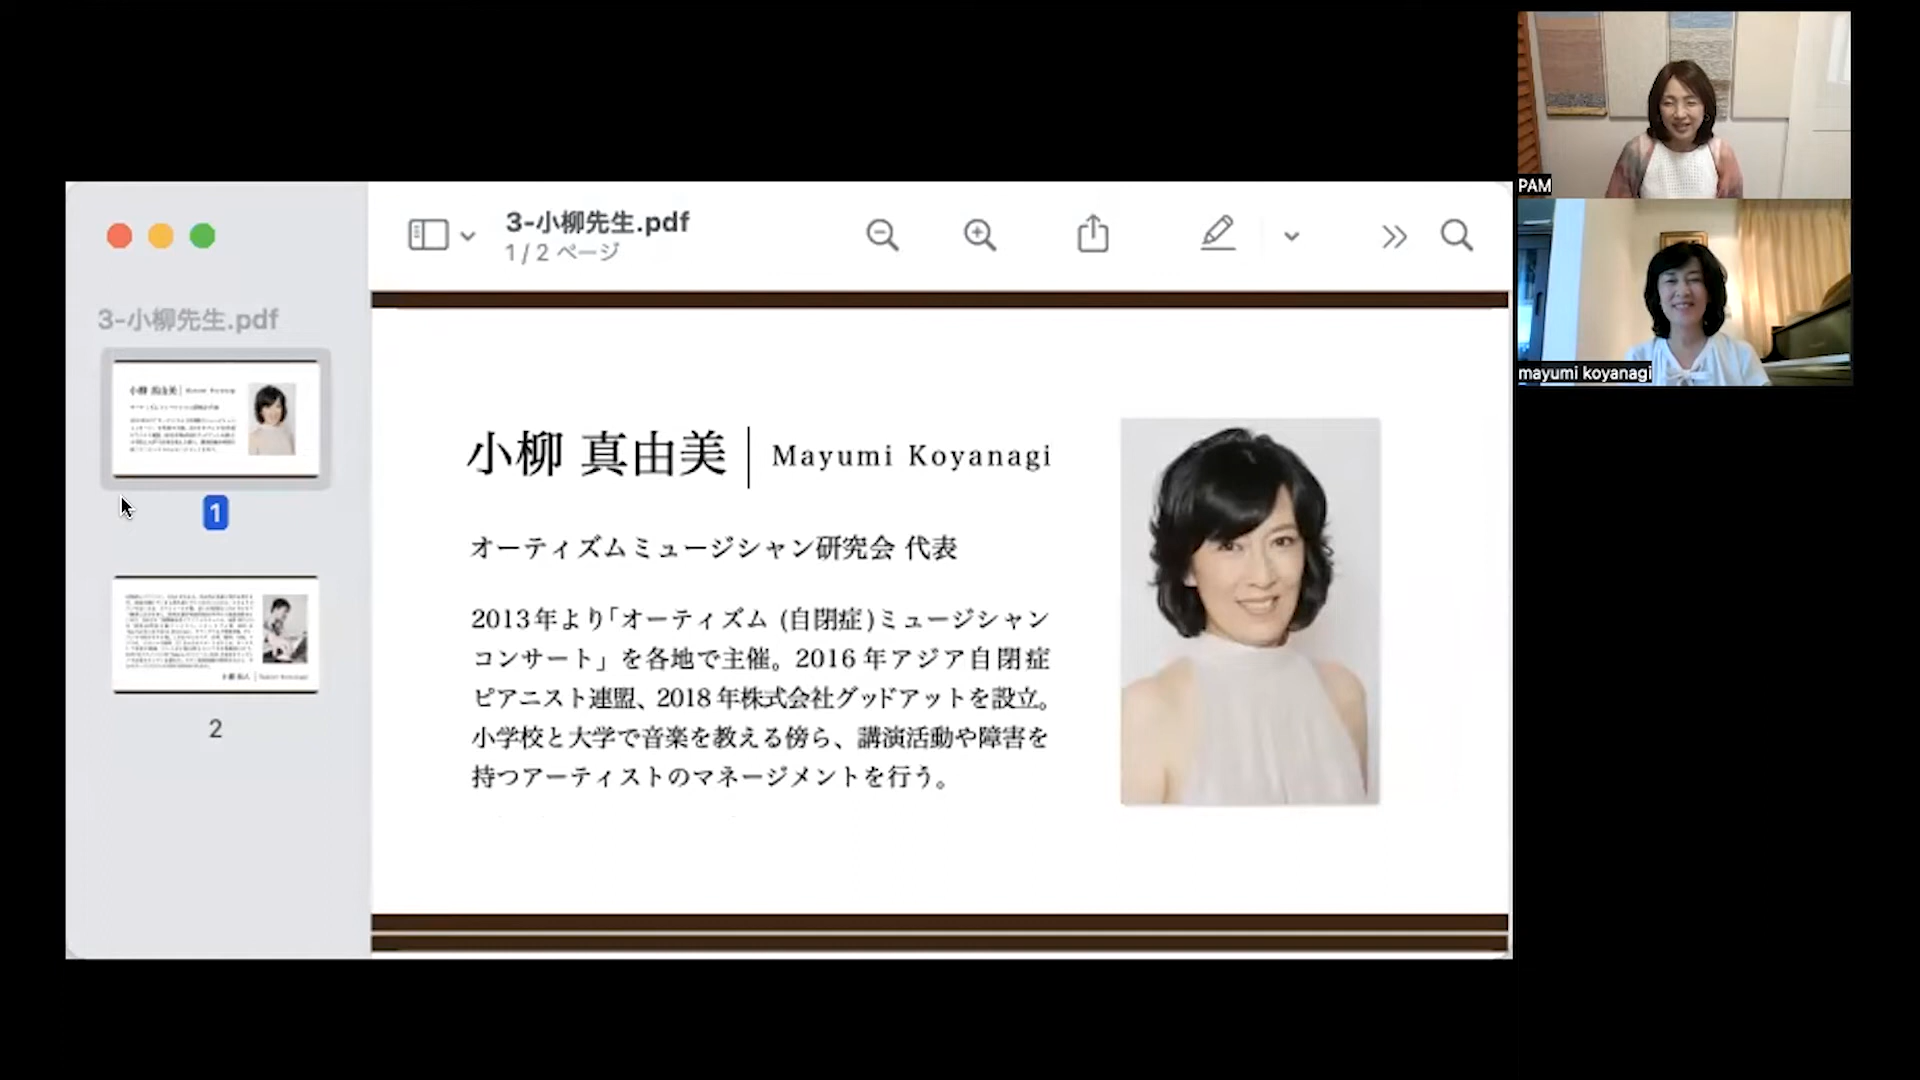 3-小柳先生.pdf
1 / 2 ページ
3-小柳先生.pdf
小柳 真由美
1
2
小柳 真由美 | Mayumi Koyanagi
オーティズムミュージシャン研究会 代表
2013年より「オーティズム (自閉症)ミュージシャン
コンサート」を各地で主催。2016年アジア自閉症
ピアニスト連盟、2018年株式会社グッドアットを設立。
小学校と大学で音楽を教える傍ら、講演活動や障害を
持つアーティストのマネージメントを行う。
PAM
mayumi koyanagi